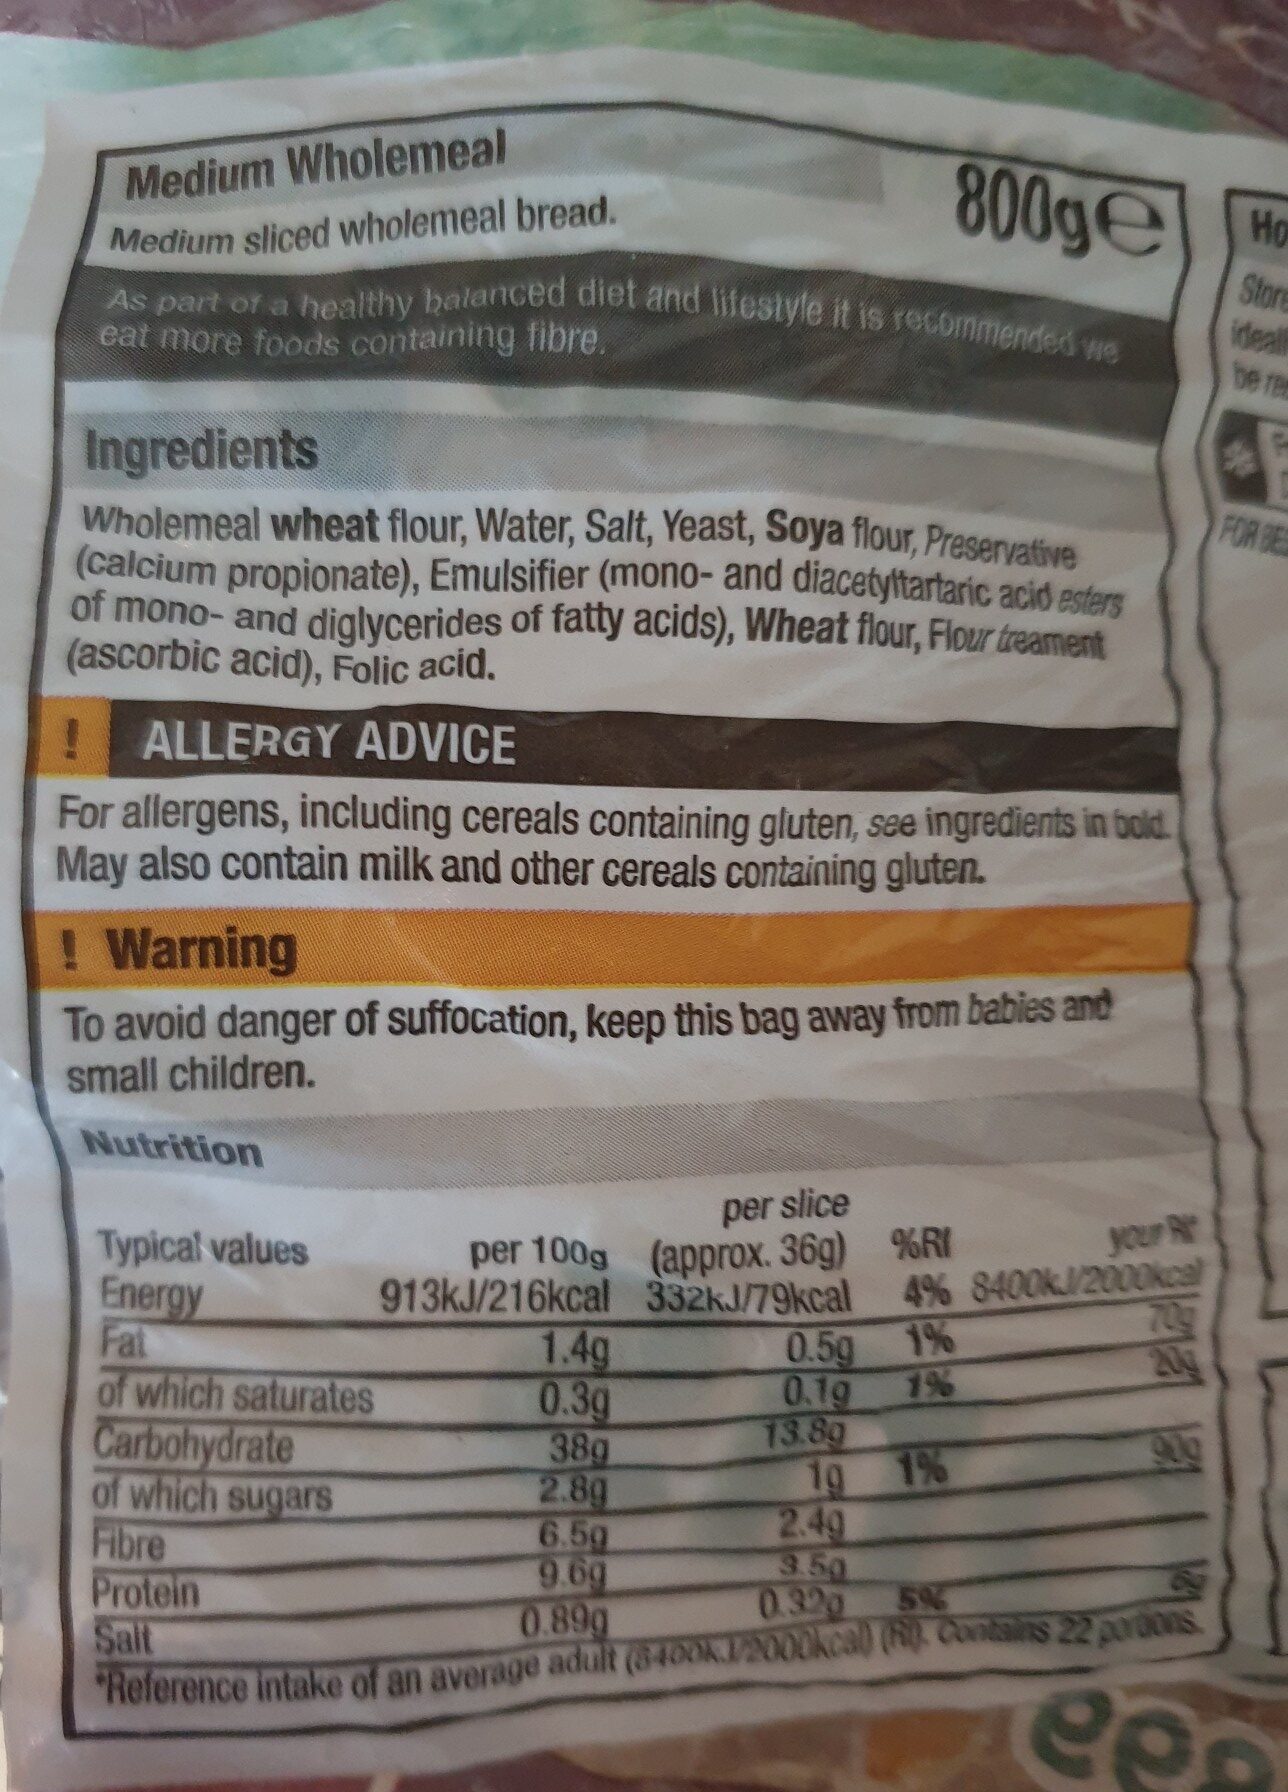 Medium Wholemeal
800g℮
Medium sliced wholemeal bread.
As part of a healthy balanced diet and lifestyle it is recommended we
eat more foods containing fibre.
Ingredients
Wholemeal wheat flour, Water, Salt, Yeast, Soya flour, Preservative
(calcium propionate), Emulsifier (mono- and diacetyltartaric acid esters
of mono- and diglycerides of fatty acids), Wheat flour, Flour treament
(ascorbic acid), Folic acid.
! ALLERGY ADVICE
For allergens, including cereals containing gluten, see ingredients in bold.
May also contain milk and other cereals containing gluten.
! Warning
To avoid danger of suffocation, keep this bag away from babies and
small children.
Nutrition
per slice
Typical values per 100g (approx. 36g) %RI your RI*
Energy 913kJ/216kcal 332kJ/79kcal 4% 8400kJ/2000kcal
Fat 1.4g 0.5g 1% 70g
of which saturates 0.3g 0.1g 1% 20g
Carbohydrate 38g 13.8g
of which sugars 2.8g 1g 1% 90g
Fibre 6.5g 2.4g
Protein 9.6g 3.5g
Salt 0.89g 0.32g 5% 6g
*Reference intake of an average adult (8400kJ/2000kcal) (RI). Contains 22 portions.
Ho
Store
ideall
be
FOR BE